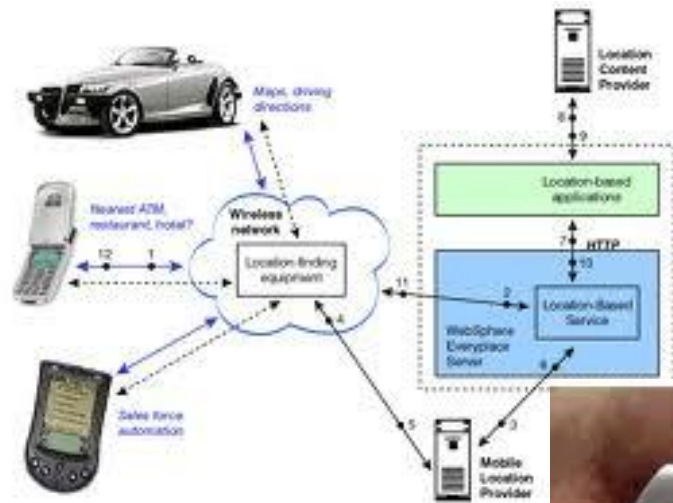 Maps, driving
directions
Location
Content
Provider
8
9
Location-based
applications
Nearest ATM,
restaurant, hotel?
Wireless
network
7
HTTP
10
12
1
Location-finding
equipment
11
2
Location-Based
Service
4
WebSphere
Everyplace
Server
6
Sales force
automation
5
3
Mobile
Location
Provider